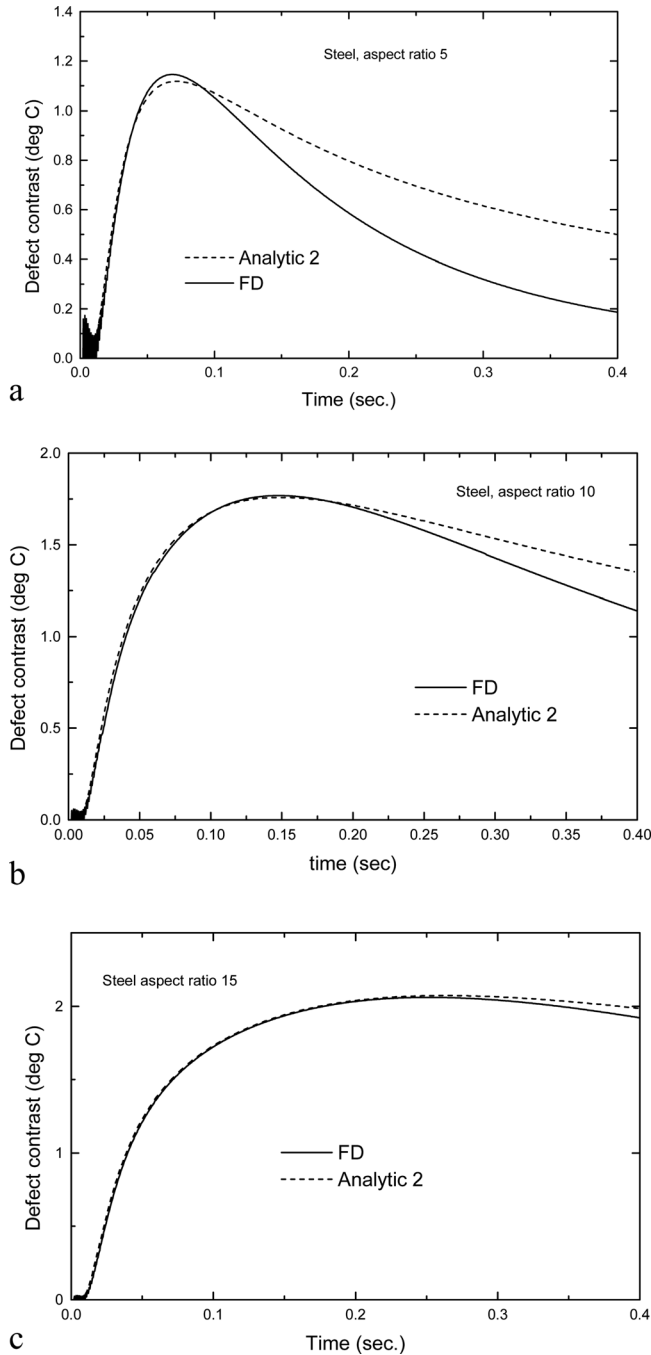 1.4
1.2
1.0
0.8
0.6
0.4
0.2
0.0
Defect contrast (deg C)
Steel, aspect ratio 5
Analytic 2
FD
0.0 0.1 0.2 0.3 0.4
Time (sec.)
a
2.0
1.5
1.0
0.5
0.0
Defect contrast (deg C)
Steel, aspect ratio 10
FD
Analytic 2
0.00 0.05 0.10 0.15 0.20 0.25 0.30 0.35 0.40
time (sec)
b
2
1
0
Defect contrast (deg C)
Steel aspect ratio 15
FD
Analytic 2
0.0 0.1 0.2 0.3 0.4
Time (sec.)
c